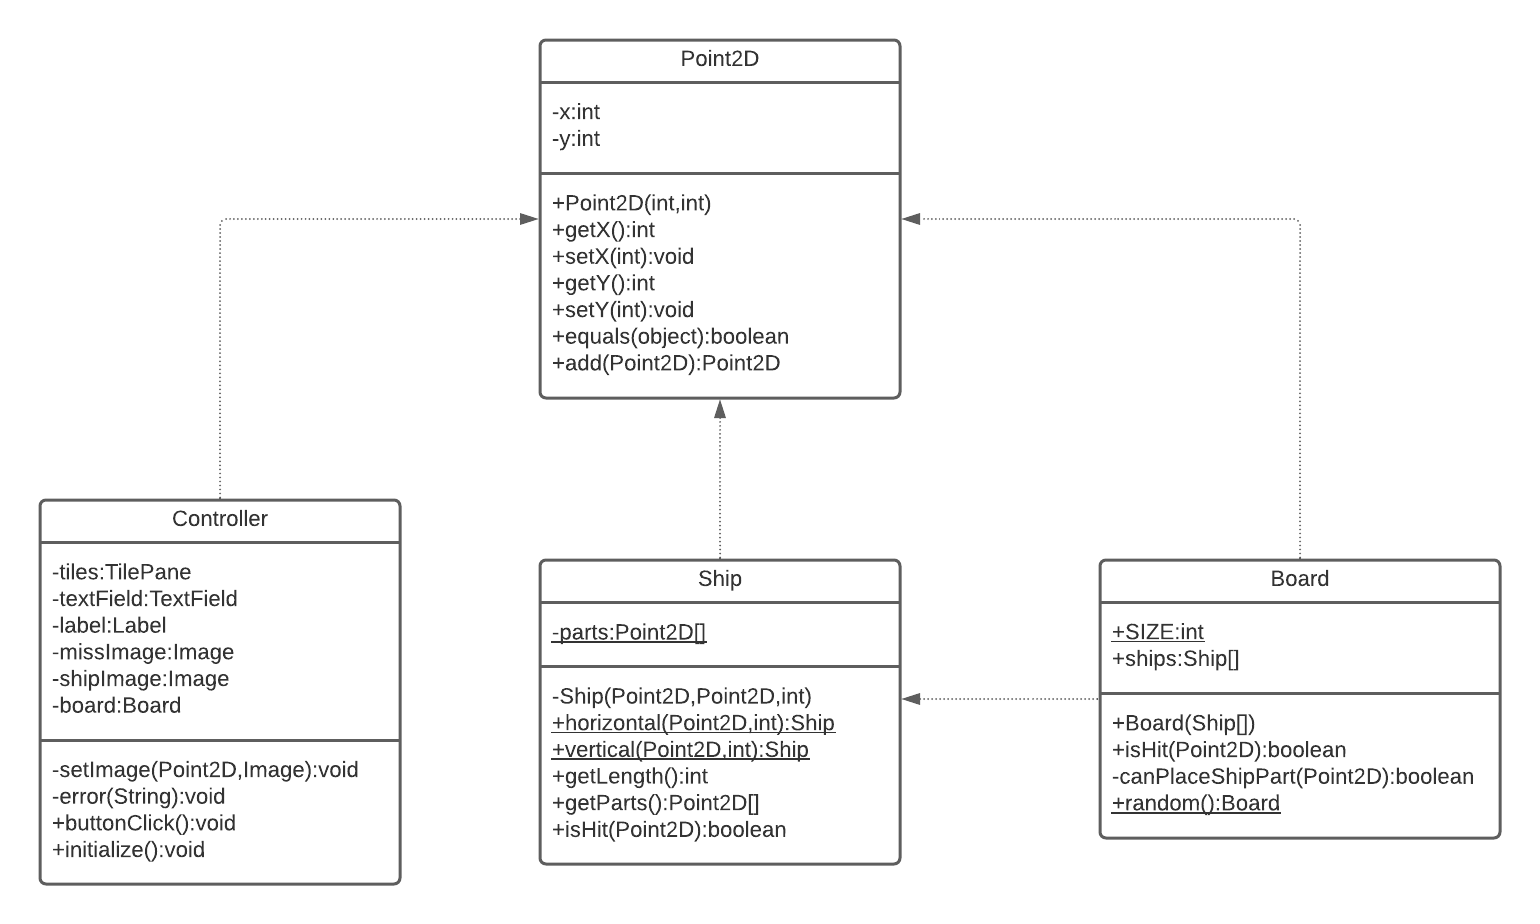 Point2D
-x:int
-y:int
+Point2D(int,int)
+getX():int
+setX(int):void
+getY():int
+setY(int):void
+equals(object):boolean
+add(Point2D):Point2D
Controller
-tiles:TilePane
-textField:TextField
-label:Label
-missImage:Image
-shipImage:Image
-board:Board
-setImage(Point2D,Image):void
-error(String):void
+buttonClick():void
+initialize():void
Ship
-parts:Point2D[]
-Ship(Point2D,Point2D,int)
+horizontal(Point2D,int):Ship
+vertical(Point2D,int):Ship
+getLength():int
+getParts():Point2D[]
+isHit(Point2D):boolean
Board
+SIZE:int
+ships:Ship[]
+Board(Ship[])
+isHit(Point2D):boolean
-canPlaceShipPart(Point2D):boolean
+random():Board